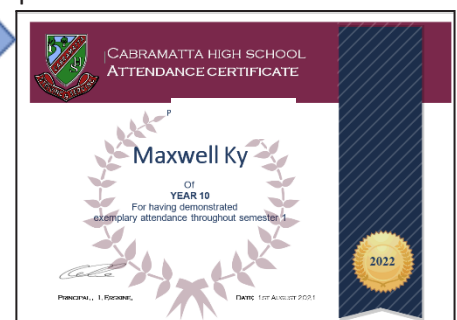 CABRAMATTA HIGH SCHOOL
ATTENDANCE CERTIFICATE
Maxwell Ky
Of
YEAR 10
For having demonstrated
exemplary attendance throughout semester 1
2022
PRINCIPAL, I. ERSKINE, DATE: 1ST AUGUST 2021